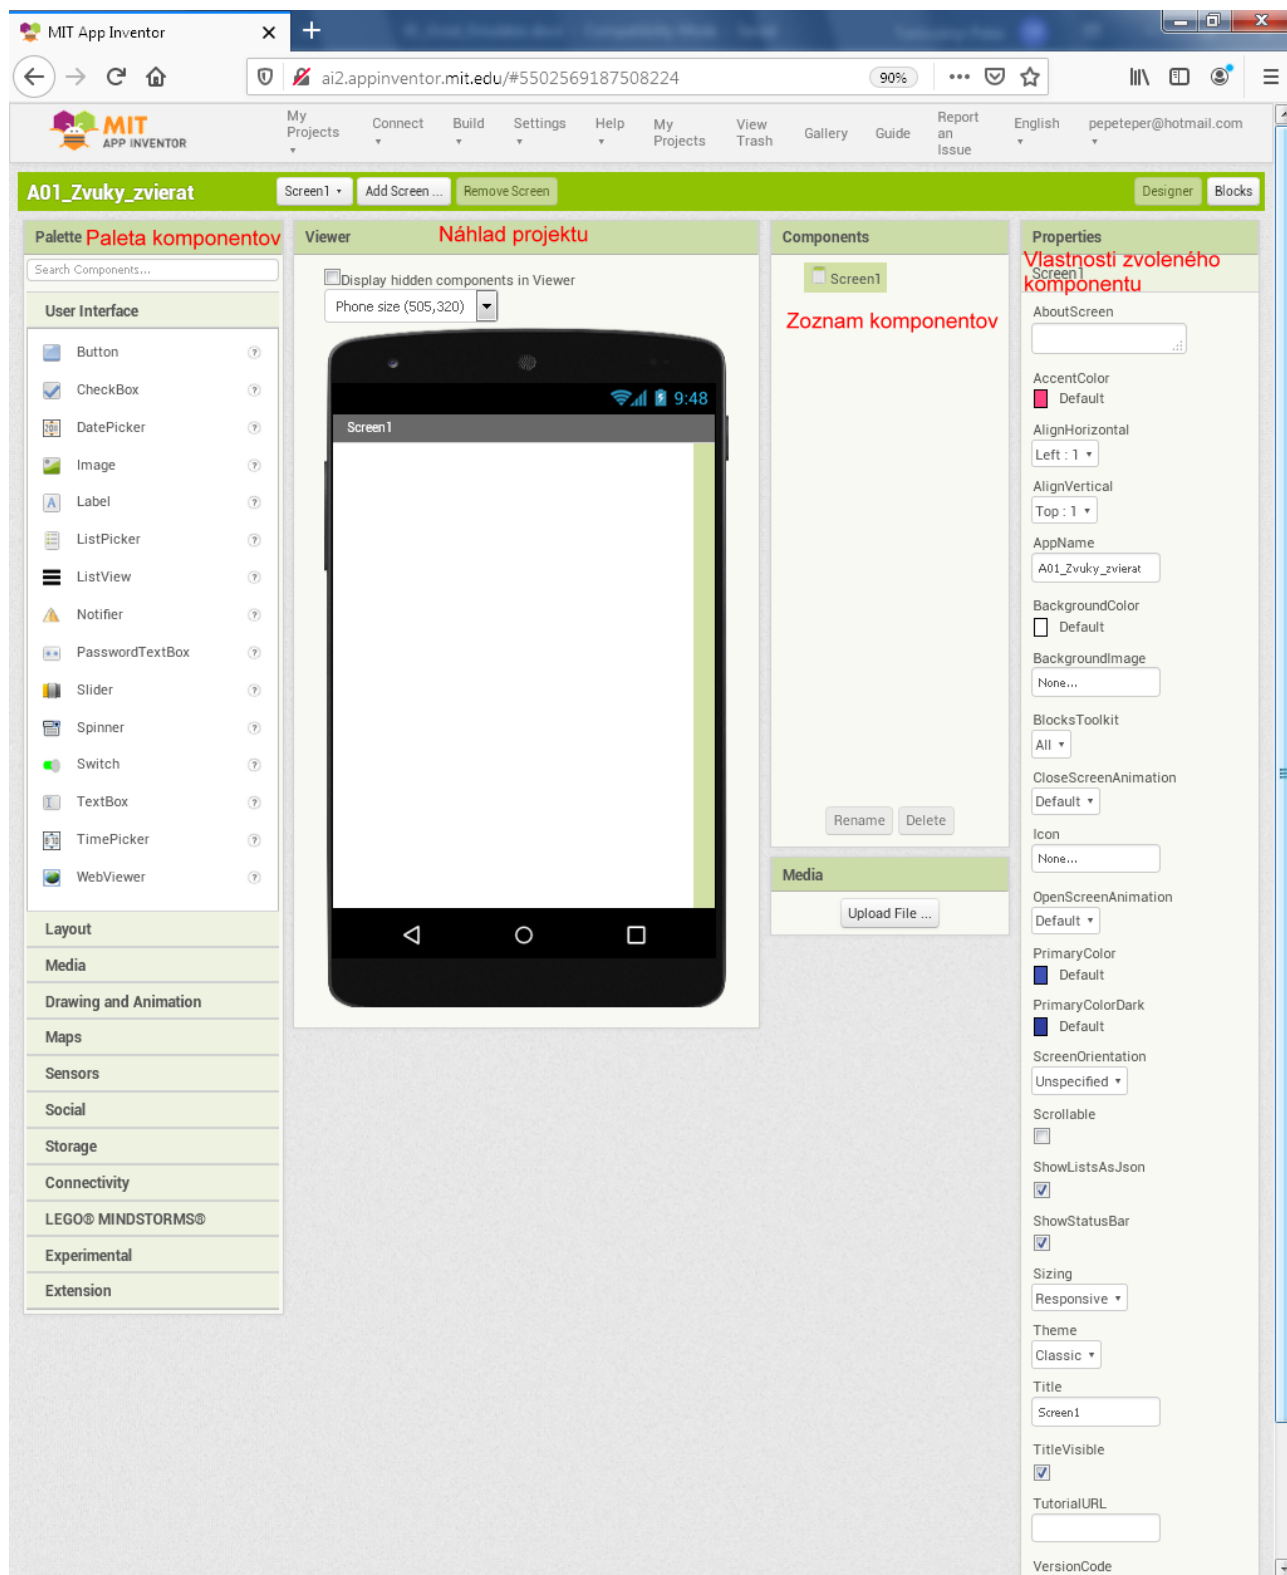 MIT App Inventor
ai2.appinventor.mit.edu/#5502569187508224
90%
MIT
APP INVENTOR
My Projects
Connect
Build
Settings
Help
My Projects
View Trash
Gallery
Guide
Report an Issue
English
pepeteper@hotmail.com
A01_Zvuky_zvierat
Screen1
Add Screen ...
Remove Screen
Designer
Blocks
Palette
Paleta komponentov
Search Components...
User Interface
Button
CheckBox
DatePicker
Image
Label
ListPicker
ListView
Notifier
PasswordTextBox
Slider
Spinner
Switch
TextBox
TimePicker
WebViewer
Layout
Media
Drawing and Animation
Maps
Sensors
Social
Storage
Connectivity
LEGO® MINDSTORMS®
Experimental
Extension
Viewer
Náhlad projektu
Display hidden components in Viewer
Phone size (505,320)
9:48
Screen1
Components
Screen1
Zoznam komponentov
Rename
Delete
Media
Upload File ...
Properties
Vlastnosti zvoleného
komponentu
Screen1
AboutScreen
AccentColor
Default
AlignHorizontal
Left : 1
AlignVertical
Top : 1
AppName
A01_Zvuky_zvierat
BackgroundColor
Default
BackgroundImage
None...
BlocksToolkit
All
CloseScreenAnimation
Default
Icon
None...
OpenScreenAnimation
Default
PrimaryColor
Default
PrimaryColorDark
Default
ScreenOrientation
Unspecified
Scrollable
ShowListsAsJson
ShowStatusBar
Sizing
Responsive
Theme
Classic
Title
Screen1
TitleVisible
TutorialURL
VersionCode